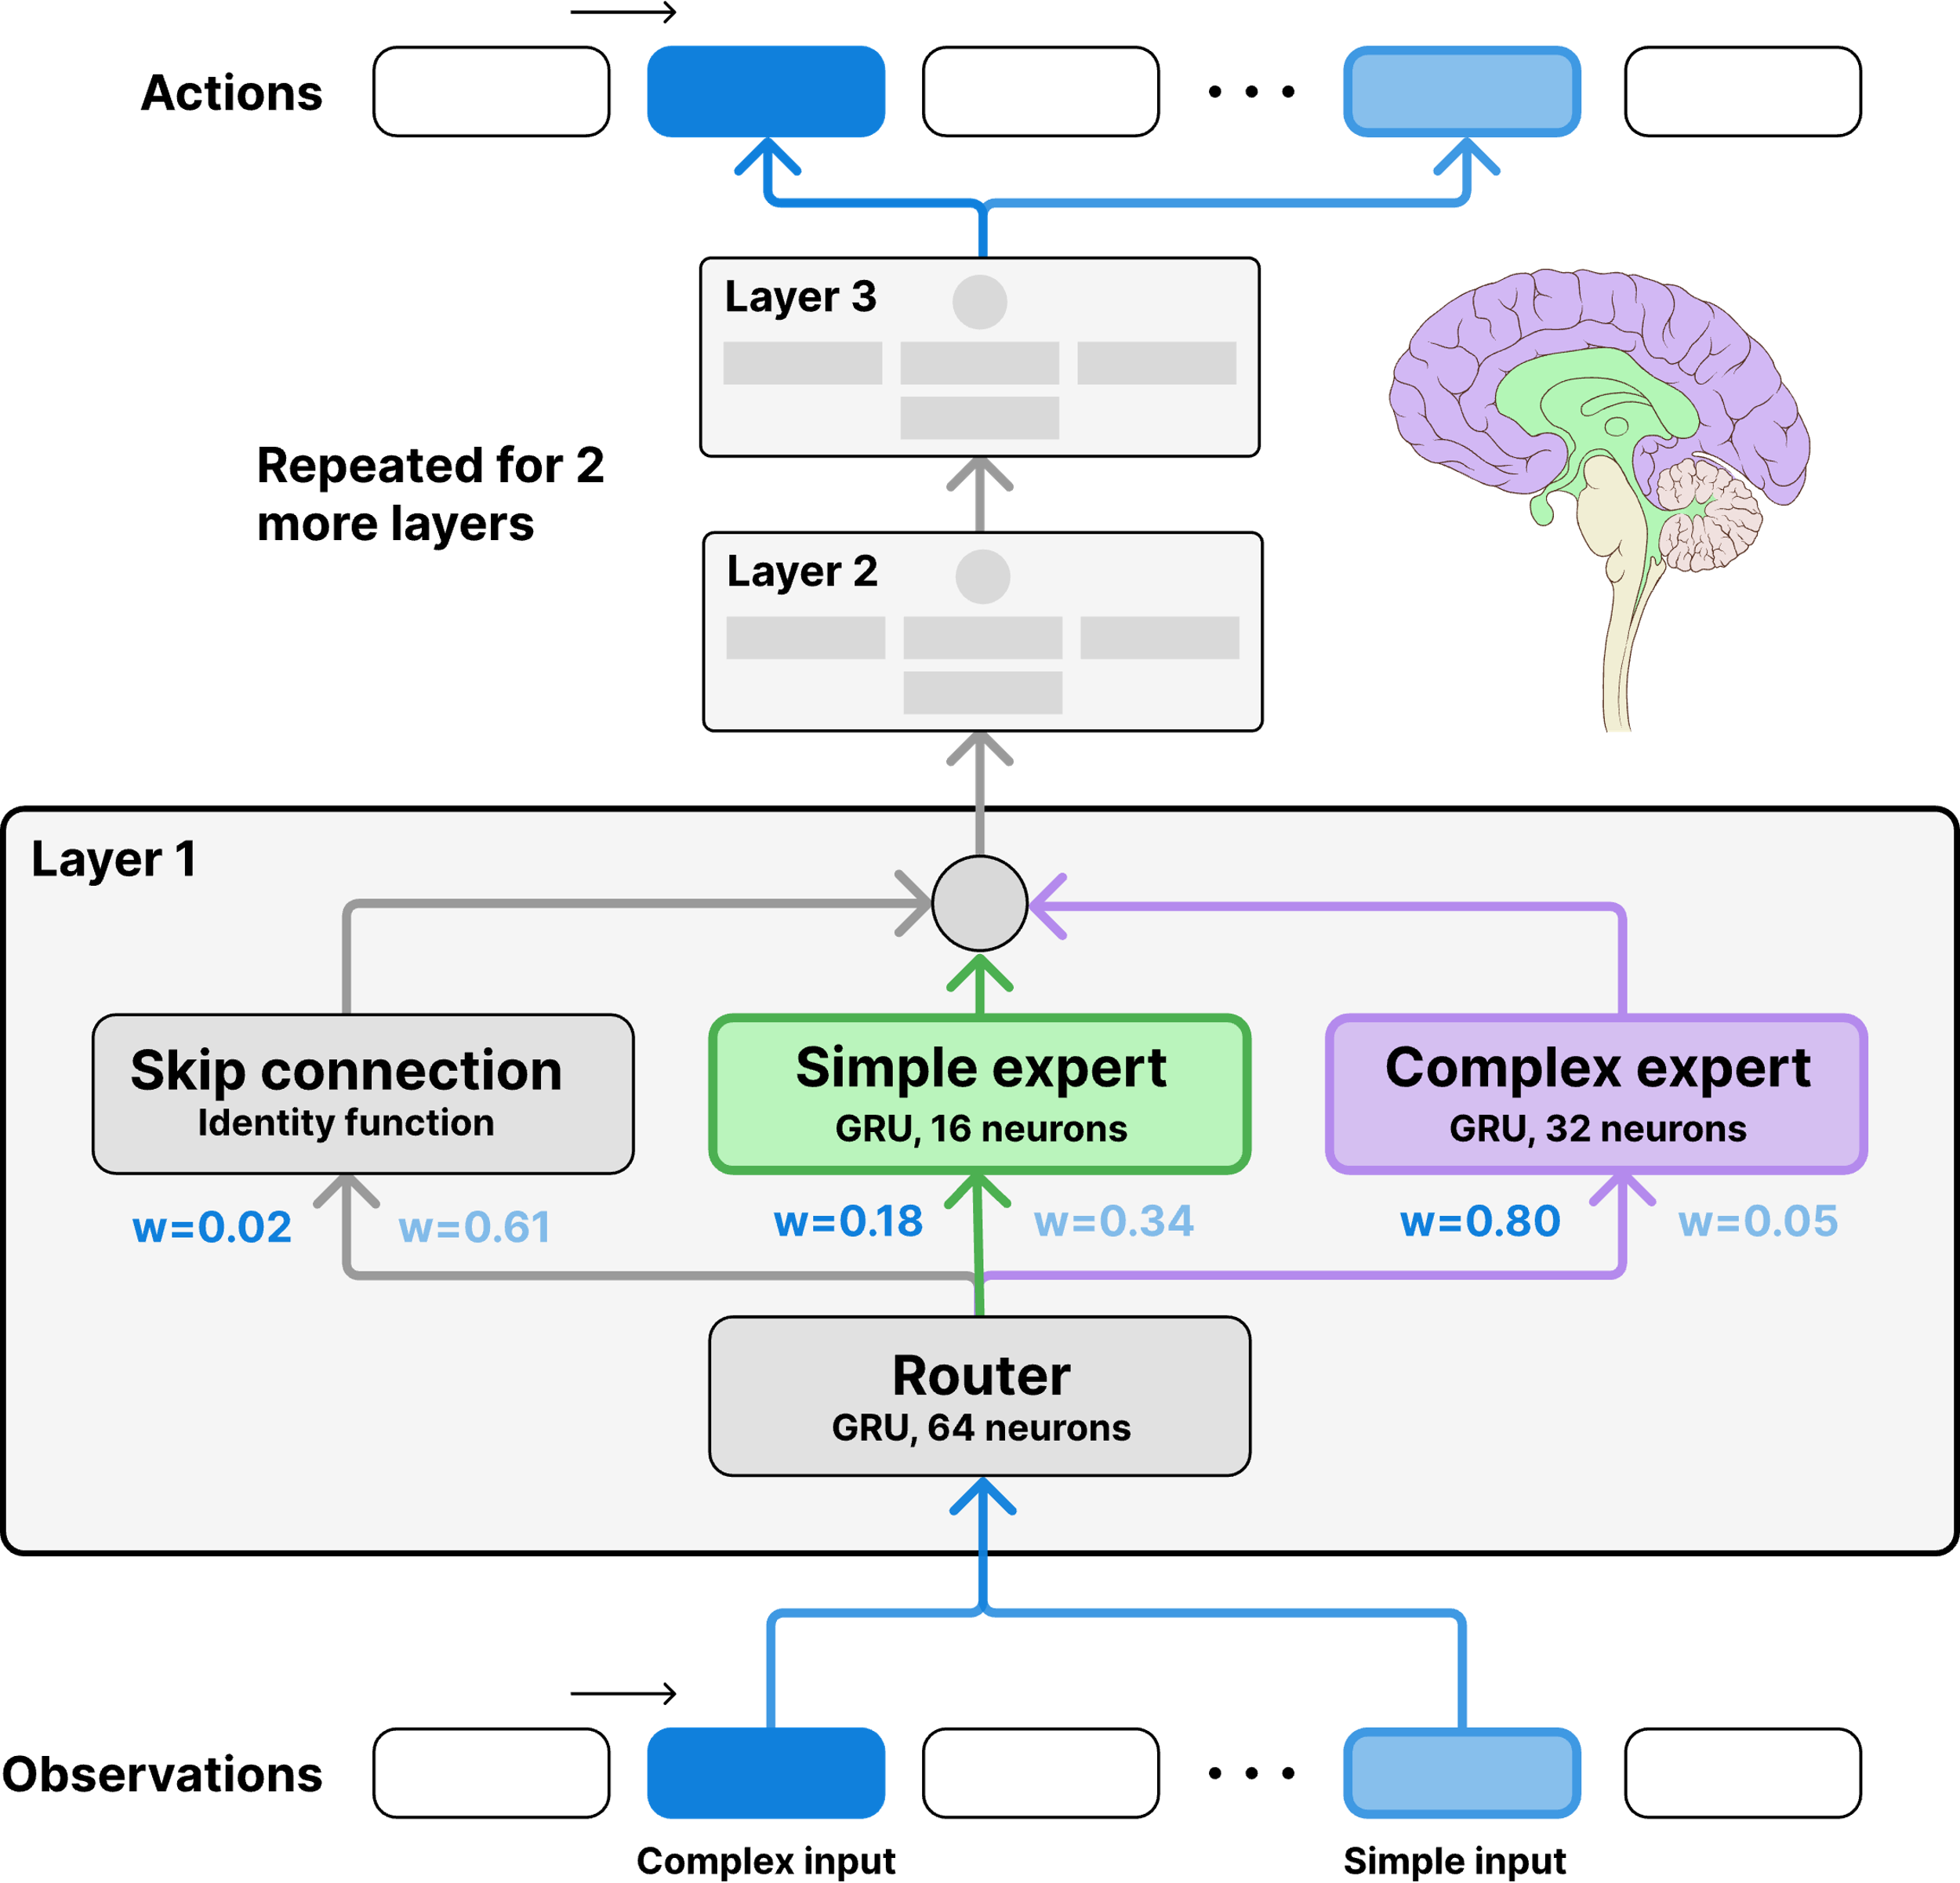 Actions
Layer 3
Repeated for 2
more layers
Layer 2
Layer 1
Skip connection
Identity function
Simple expert
GRU, 16 neurons
Complex expert
GRU, 32 neurons
w=0.02
w=0.61
w=0.18
w=0.34
w=0.80
w=0.05
Router
GRU, 64 neurons
Observations
Complex input
Simple input